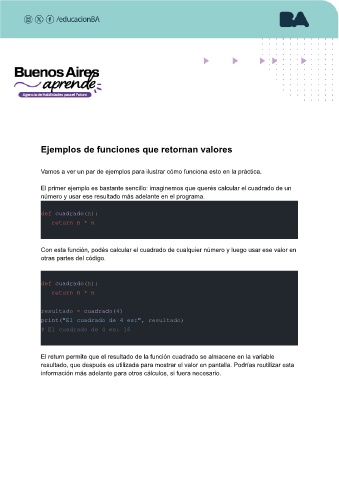 /educacionBA
BA
Buenos Aires
aprende
Agencia de Habilidades para el Futuro
Ejemplos de funciones que retornan valores
Vamos a ver un par de ejemplos para ilustrar cómo funciona esto en la práctica.
El primer ejemplo es bastante sencillo: imaginemos que querés calcular el cuadrado de un
número y usar ese resultado más adelante en el programa.
def cuadrado(n):
return n * n
Con esta función, podés calcular el cuadrado de cualquier número y luego usar ese valor en
otras partes del código.
def cuadrado(n):
return n * n
resultado = cuadrado(4)
print("El cuadrado de 4 es:", resultado)
# El cuadrado de 4 es: 16
El return permite que el resultado de la función cuadrado se almacene en la variable
resultado, que después es utilizada para mostrar el valor en pantalla. Podrías reutilizar esta
información más adelante para otros cálculos, si fuera necesario.